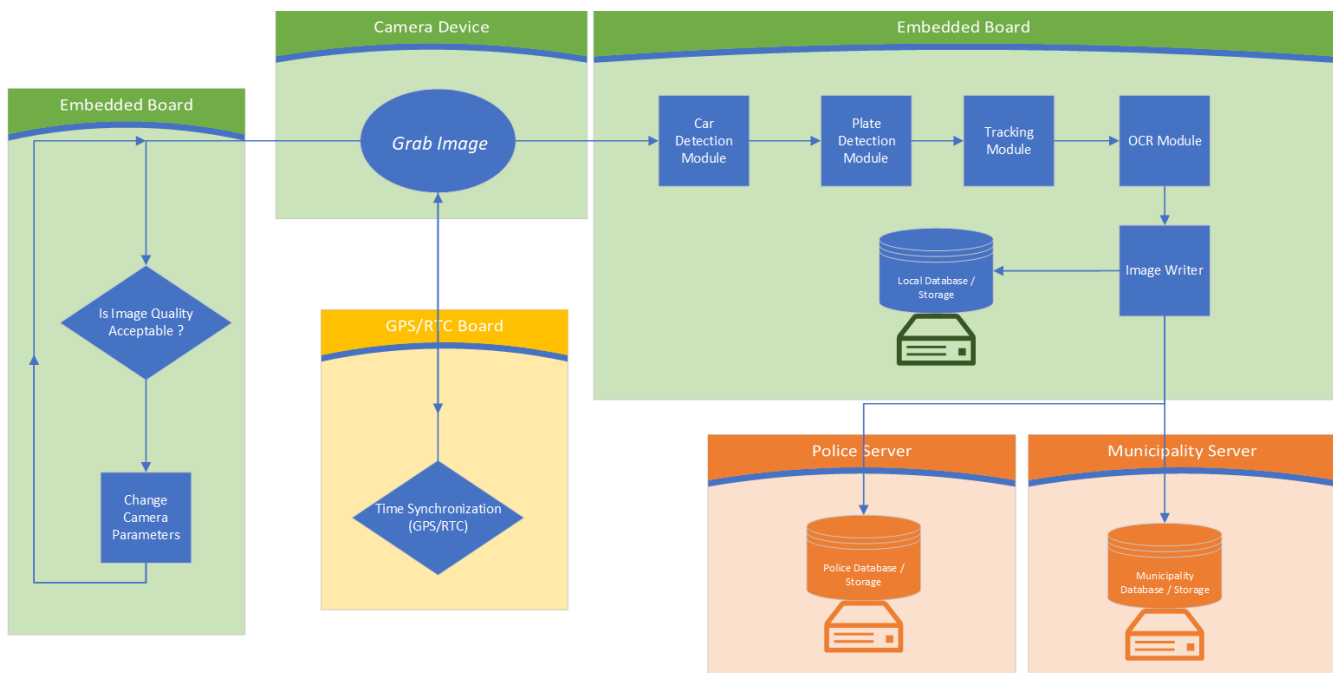 Camera Device
Embedded Board
Embedded Board
Grab Image
Car
Detection
Module
Plate
Detection
Module
Tracking
Module
OCR Module
Image Writer
Local Database /
Storage
Is Image Quality
Acceptable ?
Change
Camera
Parameters
GPS/RTC Board
Time Synchronization
(GPS/RTC)
Police Server
Police Database /
Storage
Municipality Server
Municipality
Database / Storage